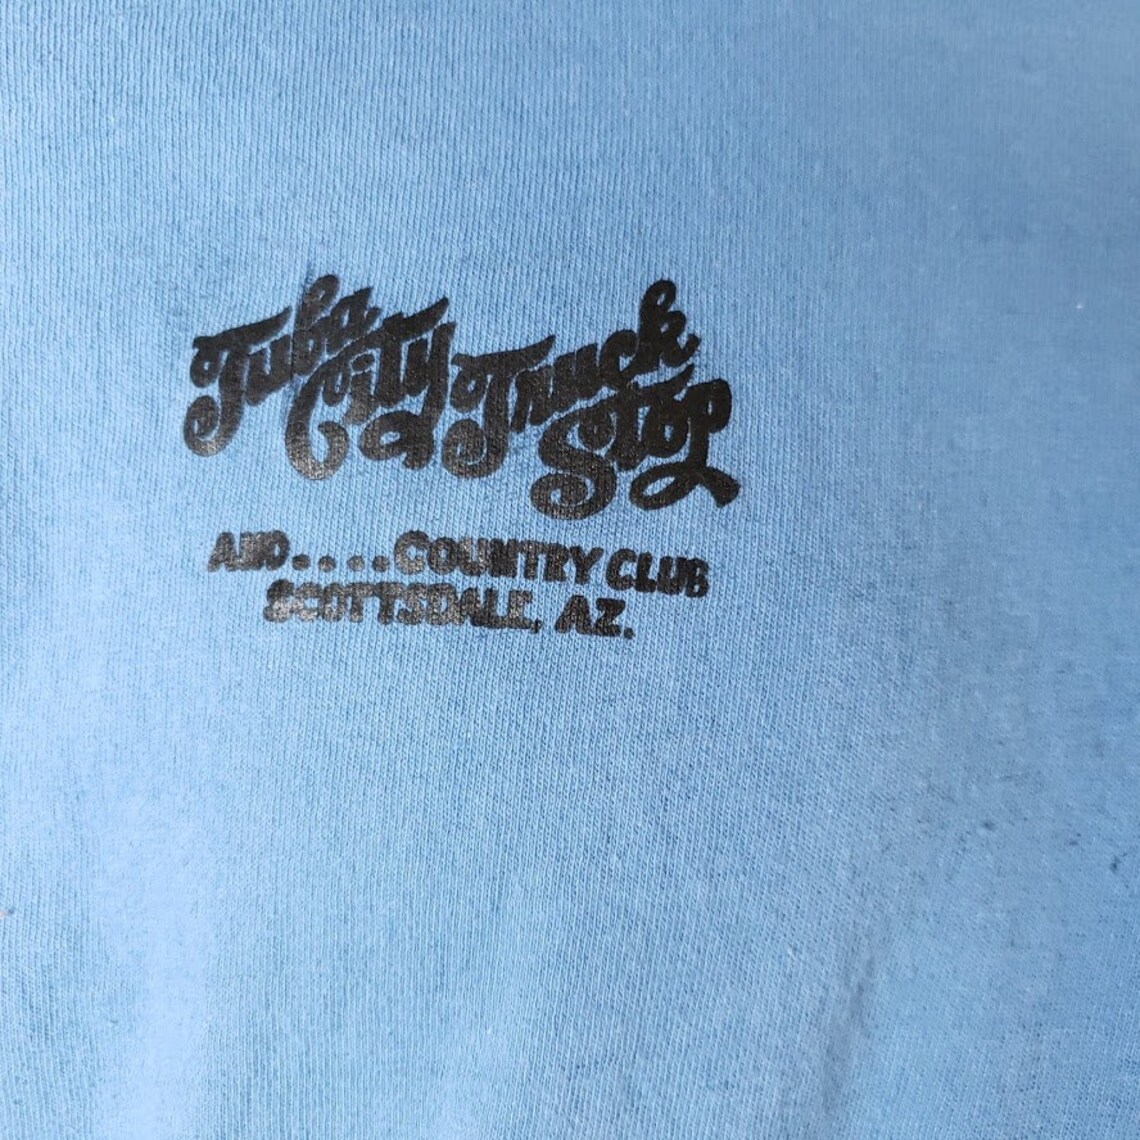 Tuba City Truck Stop
AND....COUNTRY CLUB
SCOTTSDALE, AZ.